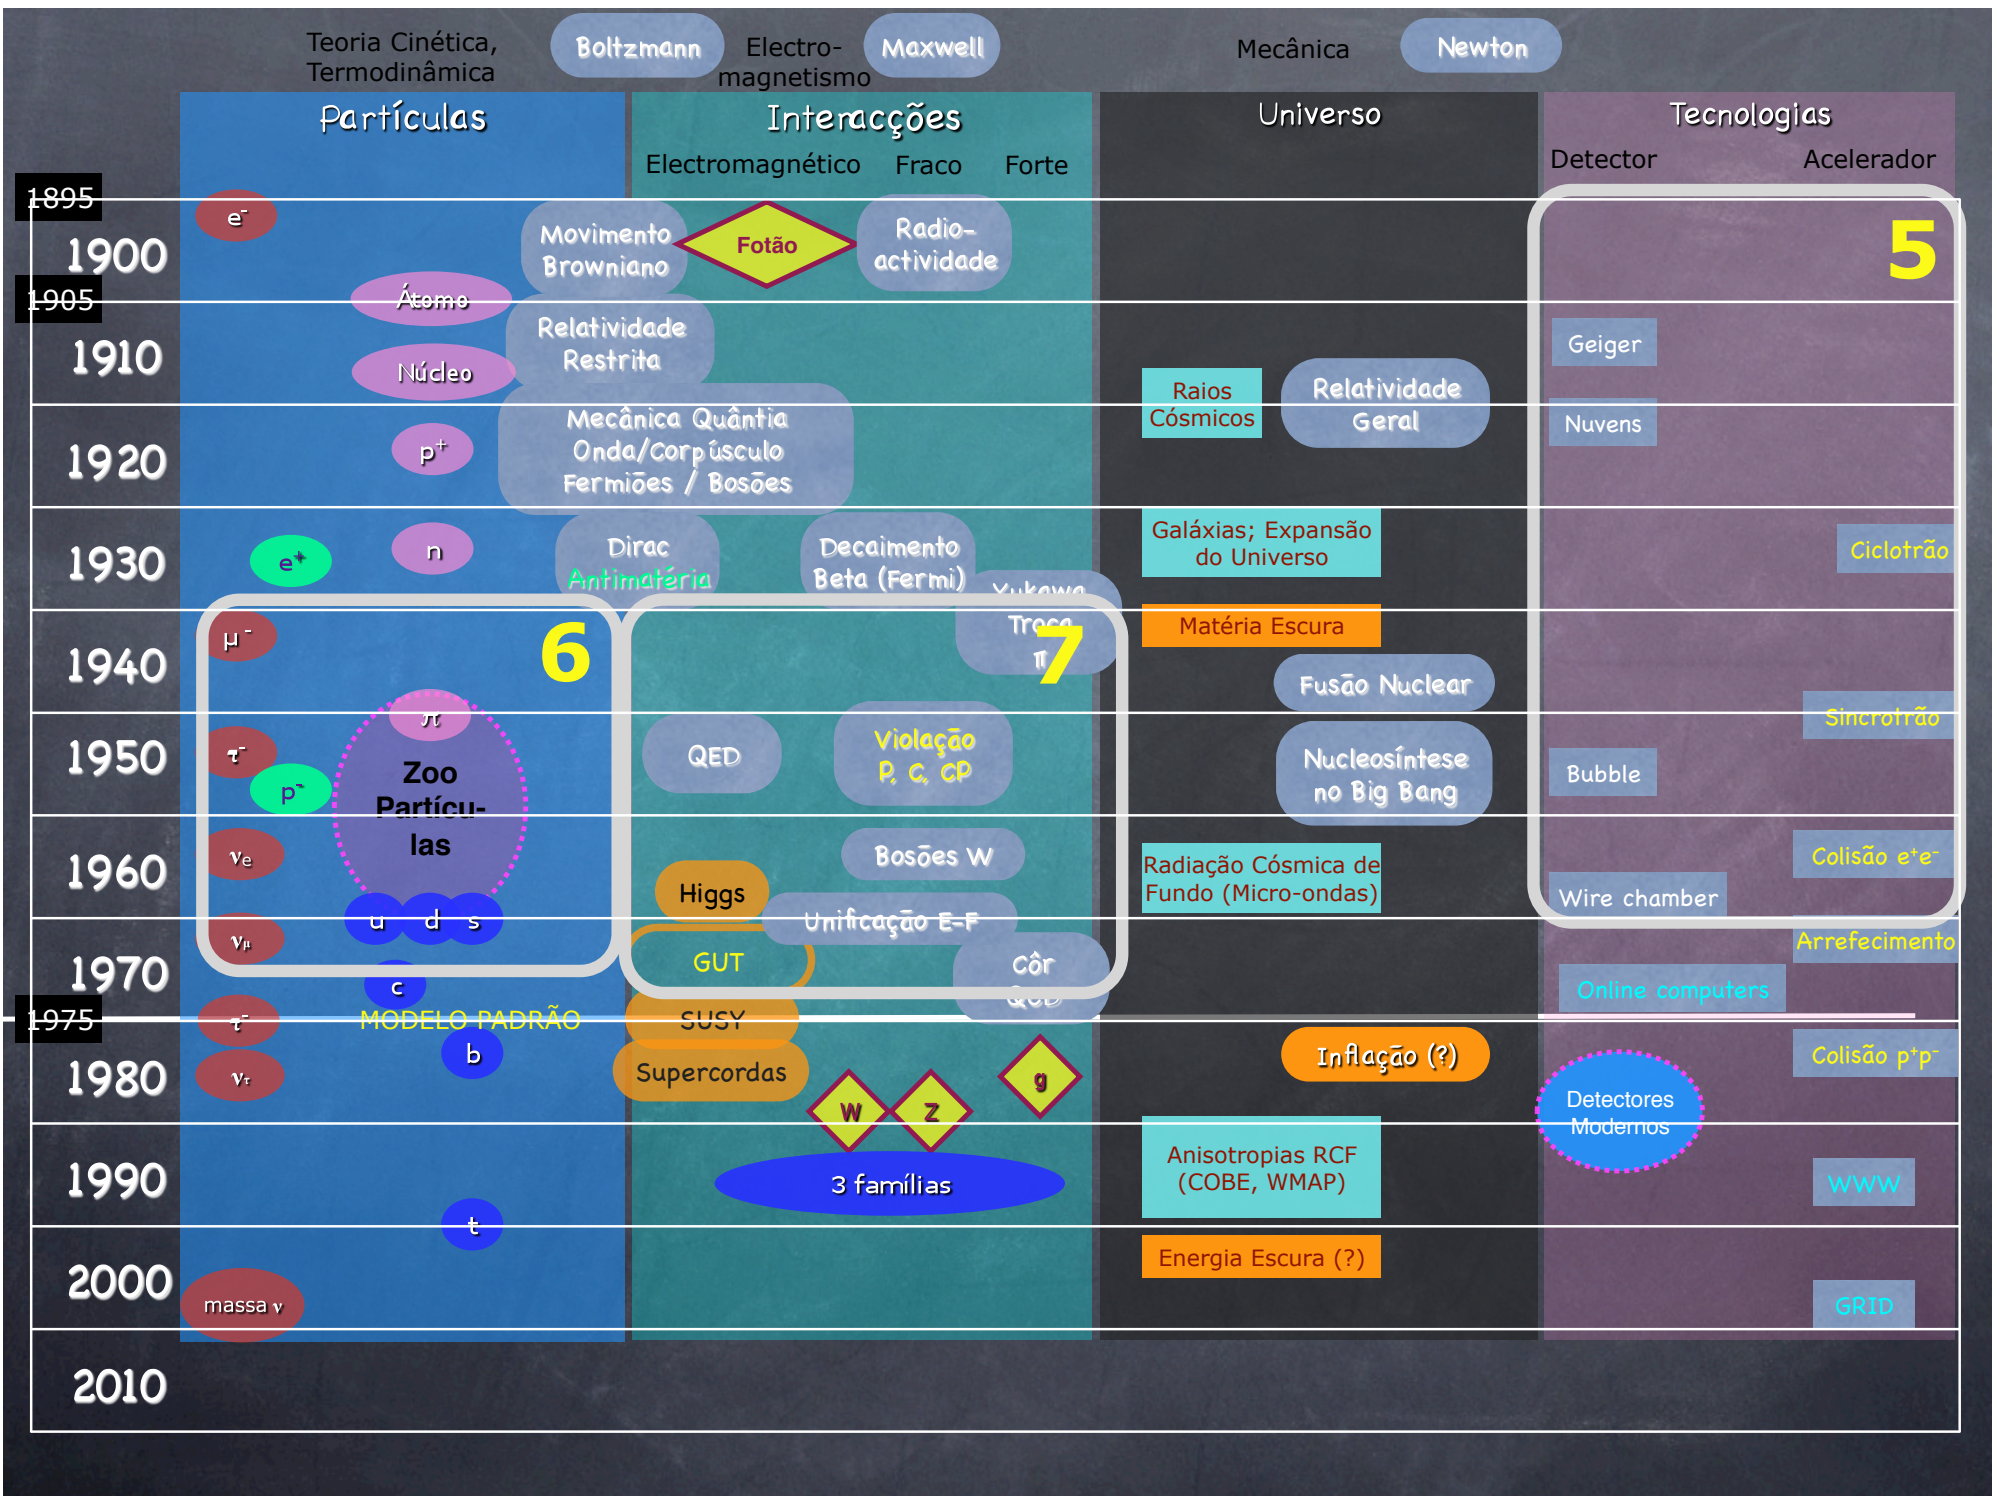 Teoria Cinética,
Termodinâmica
Boltzmann
Electro-
magnetismo
Maxwell
Mecânica
Newton
Partículas
Interacções
Universo
Tecnologias
Electromagnético
Fraco
Forte
Detector
Acelerador
1895
e-
1900
Movimento
Browniano
Fotão
Radio-
actividade
5
1905
Átomo
1910
Relatividade
Restrita
Geiger
Núcleo
Raios
Cósmicos
Relatividade
Geral
1920
p+
Mecânica Quântia
Onda/Corpúsculo
Fermiões / Bosões
Nuvens
1930
e+
n
Dirac
Antimatéria
Decaimento
Beta (Fermi)
Galáxias; Expansão
do Universo
Ciclotrão
Yukawa
Troca
π
1940
μ-
6
7
Matéria Escura
Fusão Nuclear
π
Sincrotrão
1950
τ-
p-
Zoo
Partícu-
las
QED
Violação
P, C, CP
Nucleosíntese
no Big Bang
Bubble
1960
νe
Higgs
Bosões W
Radiação Cósmica de
Fundo (Micro-ondas)
Colisão e+e-
Wire chamber
u
d
s
Unificação E-F
1970
νμ
c
GUT
Côr
QCD
Arrefecimento
Online computers
1975
τ-
MODELO PADRÃO
SUSY
1980
ντ
b
Supercordas
W
Z
g
Inflação (?)
Colisão p+p-
Detectores
Modernos
1990
3 famílias
Anisotropias RCF
(COBE, WMAP)
WWW
t
2000
massa ν
Energia Escura (?)
GRID
2010